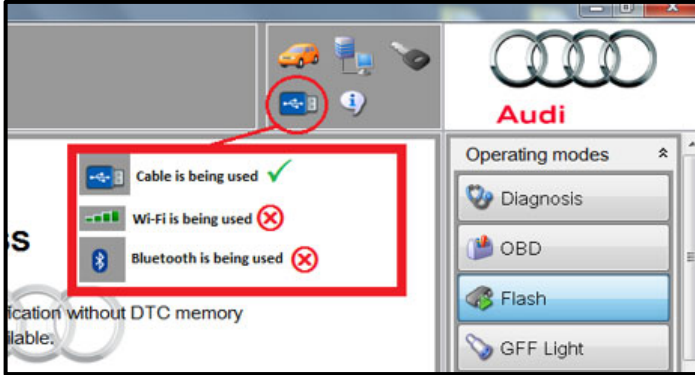 Audi
Cable is being used
Wi-Fi is being used
Bluetooth is being used
ss
fication without DTC memory
ilable.
Operating modes
Diagnosis
OBD
Flash
GFF Light